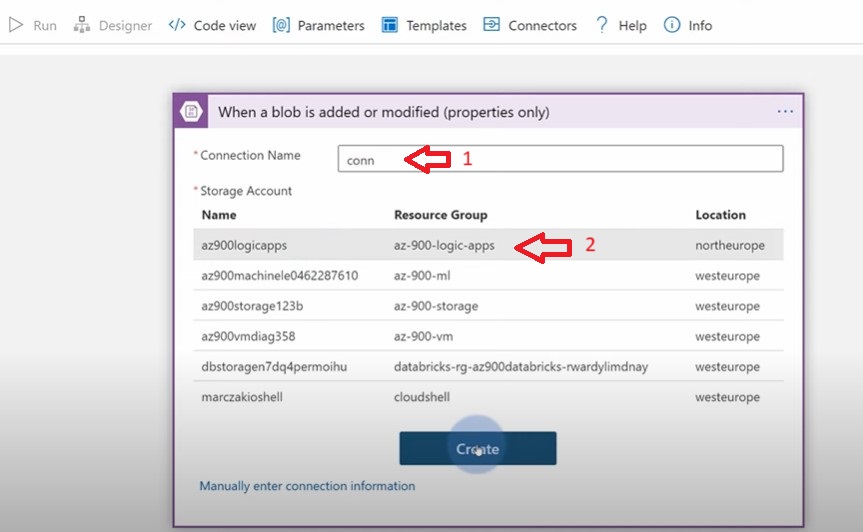 Run Designer Code view Parameters Templates Connectors Help Info
When a blob is added or modified (properties only)
* Connection Name conn 1
* Storage Account
Name Resource Group Location
az900logicapps az-900-logic-apps 2 northeurope
az900machinele0462287610 az-900-ml westeurope
az900storage123b az-900-storage westeurope
az900vmdiag358 az-900-vm westeurope
dbstoragen7dq4permoihu databricks-rg-az900databricks-rwardylimdnay westeurope
marczakioshell cloudshell westeurope
Create
Manually enter connection information